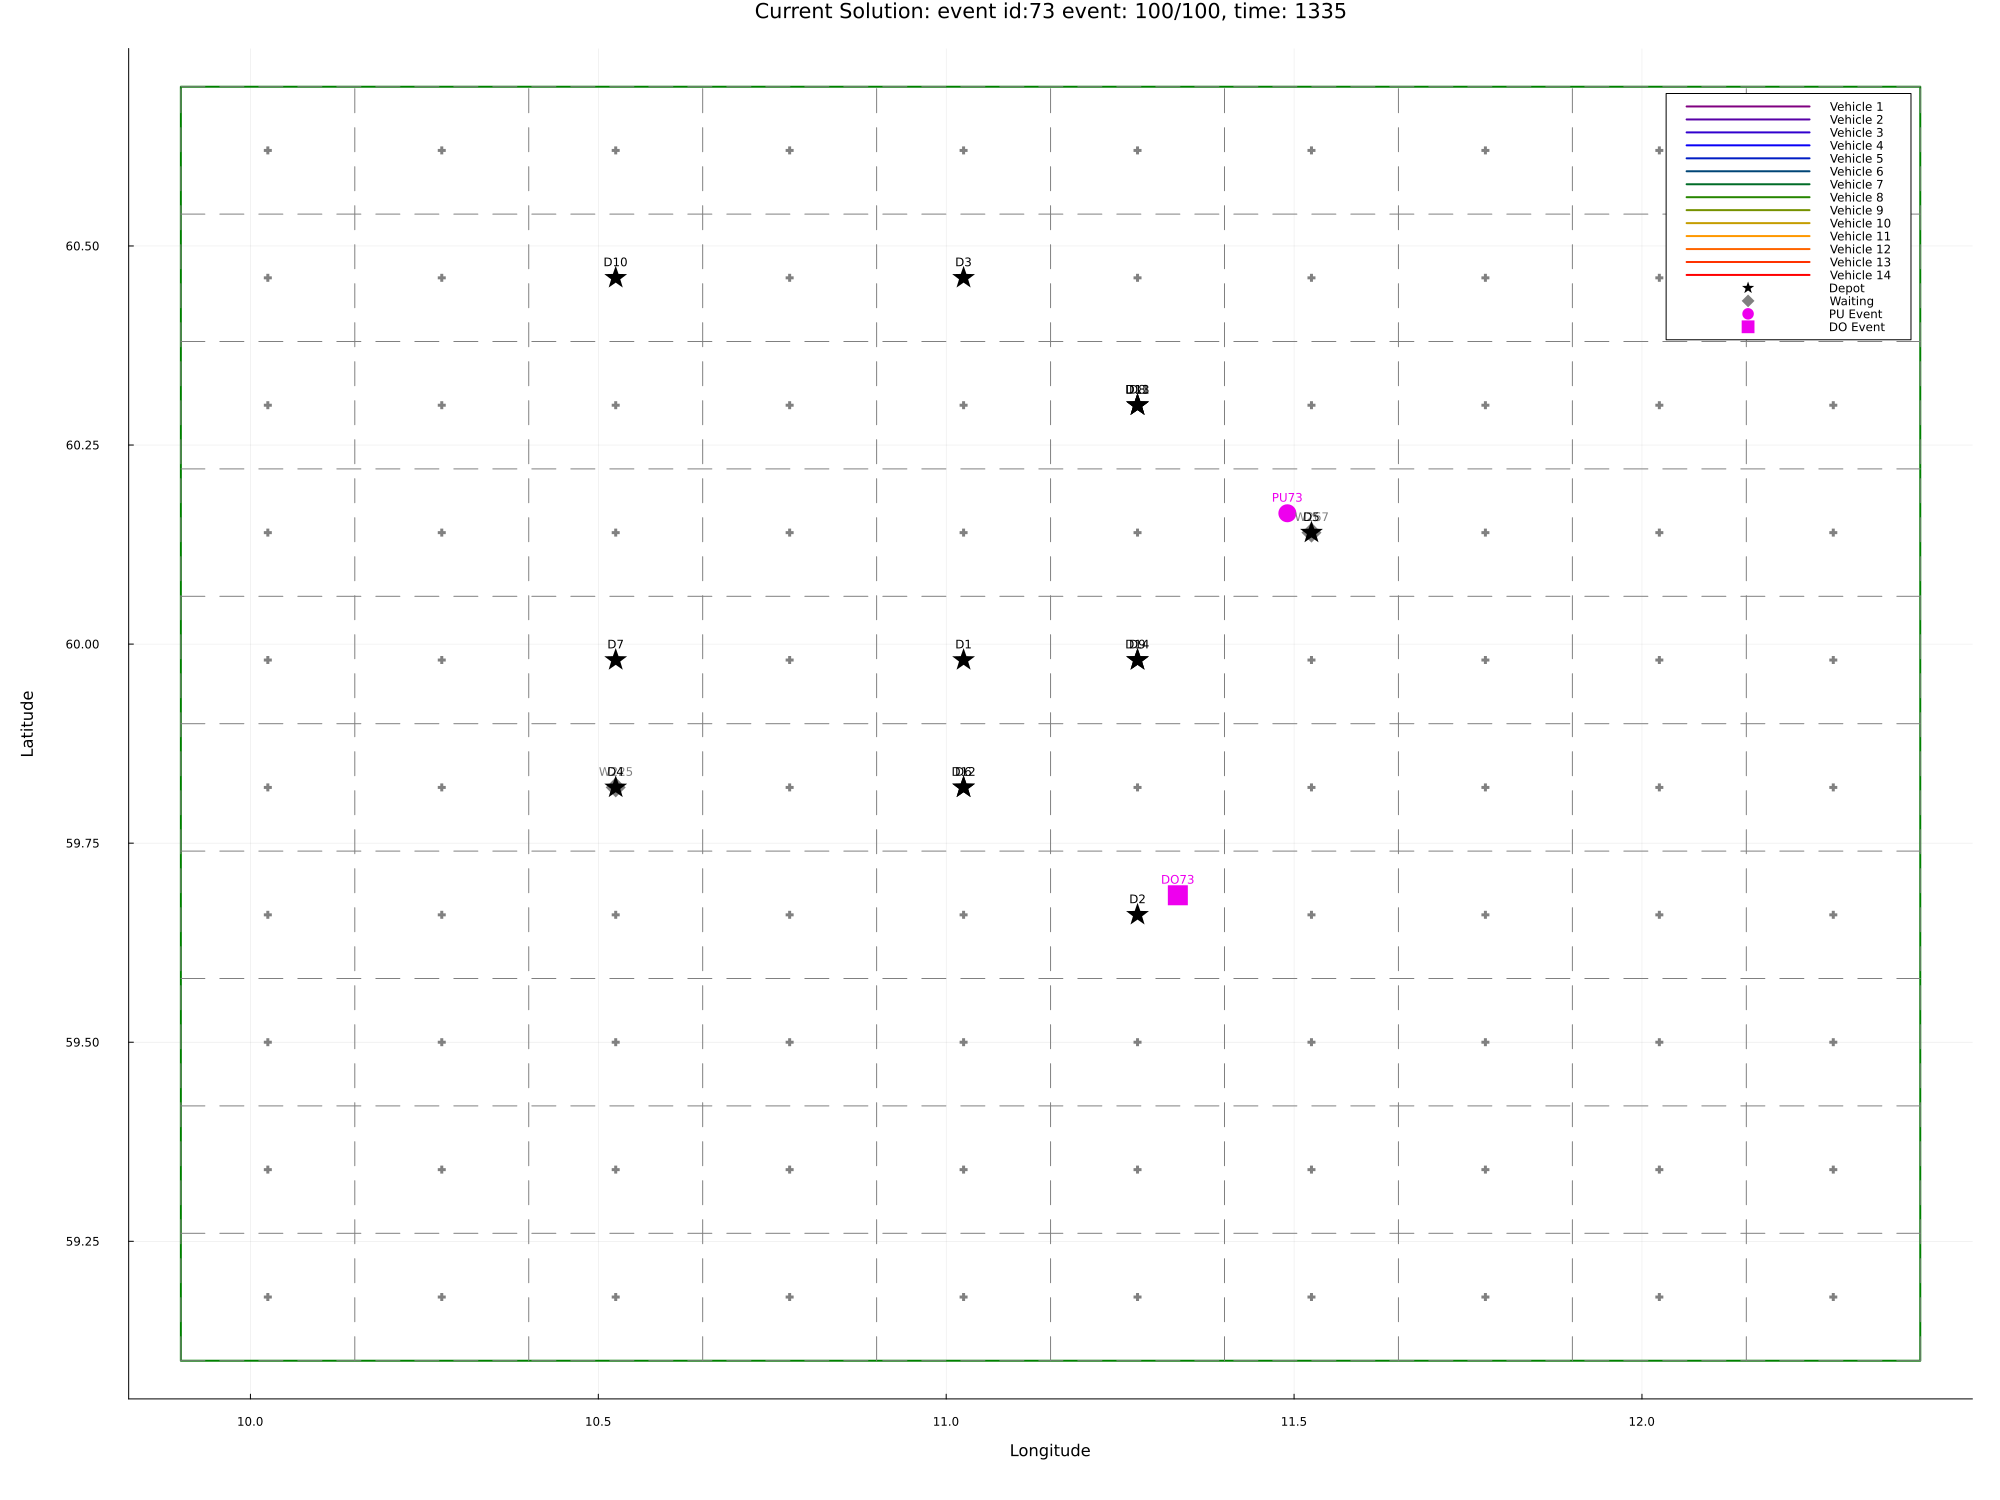 Current Solution: event id:73 event: 100/100, time: 1335
Vehicle 1
Vehicle 2
Vehicle 3
Vehicle 4
Vehicle 5
Vehicle 6
Vehicle 7
Vehicle 8
Vehicle 9
Vehicle 10
Vehicle 11
Vehicle 12
Vehicle 13
Vehicle 14
Depot
Waiting
PU Event
DO Event
60.50
D10
D3
60.25
PU73
D5
60.00
D7
D1
Latitude
D4
59.75
DO73
D2
59.50
59.25
10.0
10.5
11.0
11.5
12.0
Longitude